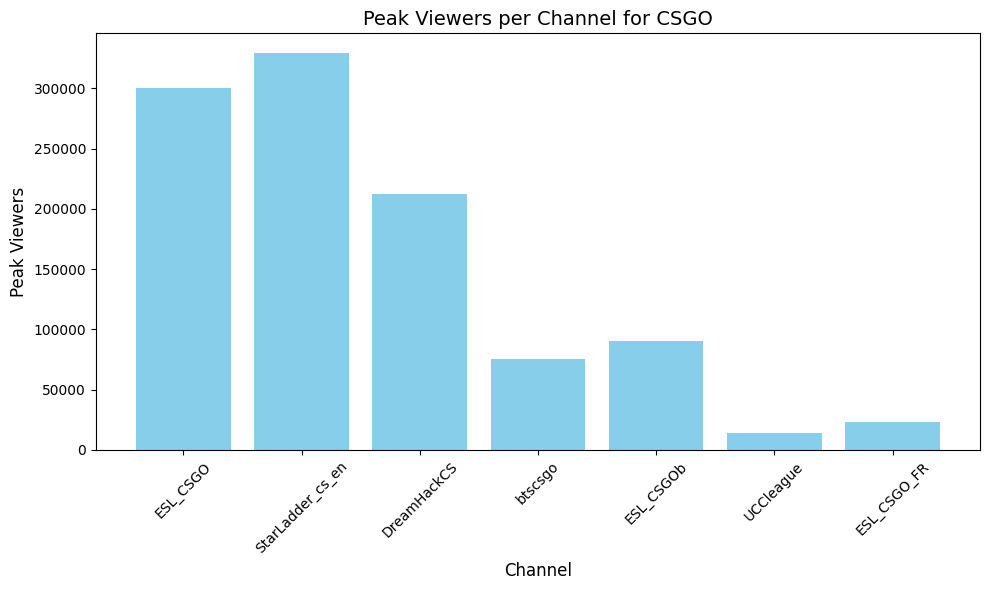 Peak Viewers per Channel for CSGO
Peak Viewers
300000
250000
200000
150000
100000
50000
0
ESL_CSGO
StarLadder_cs_en
DreamHackCS
btscsgo
ESL_CSGOb
UCCleague
ESL_CSGO_FR
Channel